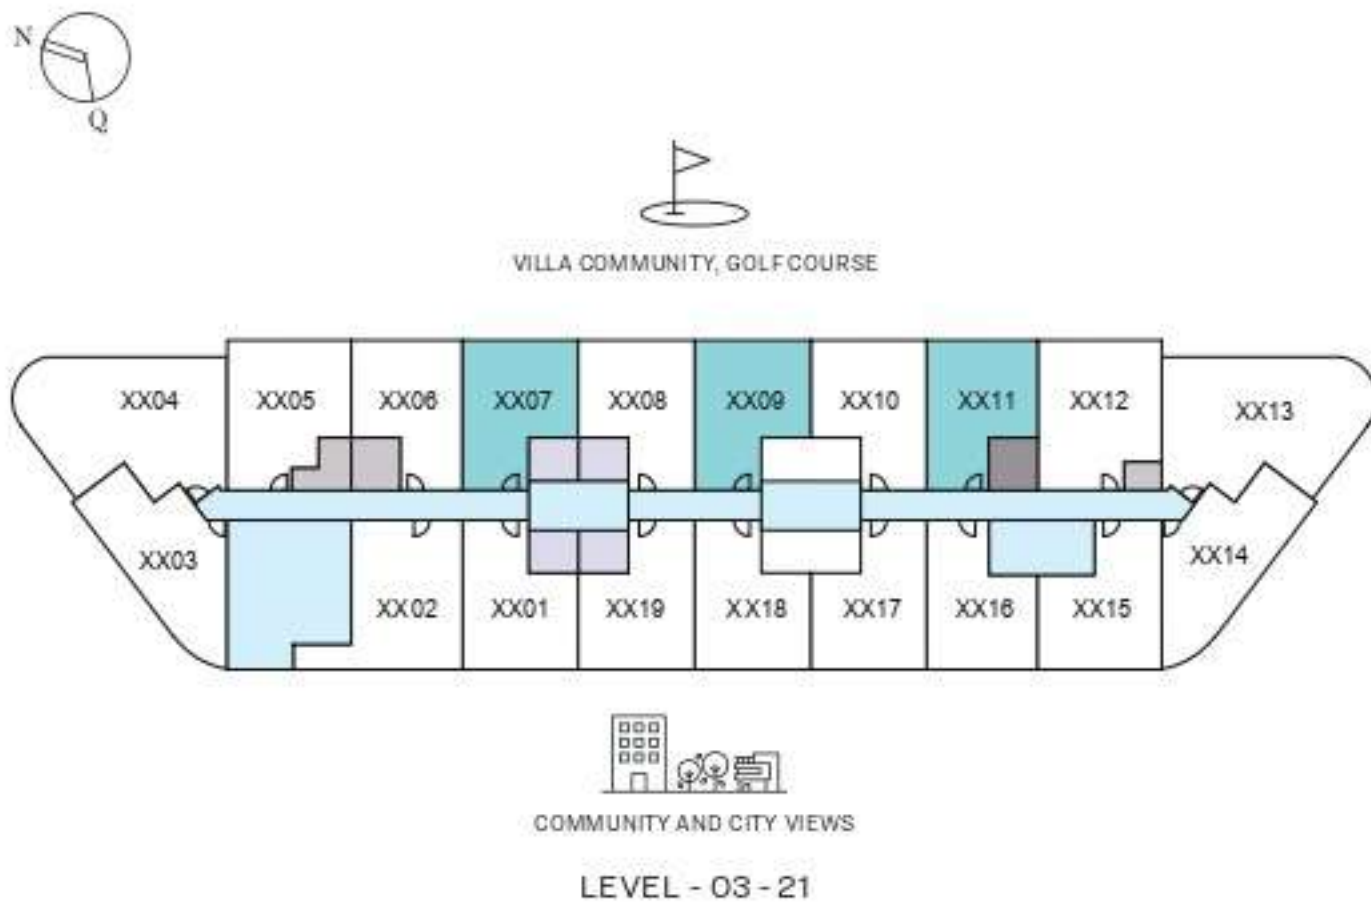 N
Q
VILLA COMMUNITY, GOLF COURSE
XX04 XX05 XX06 XX07 XX08 XX09 XX10 XX11 XX12 XX13
XX03 XX14
XX02 XX01 XX19 XX18 XX17 XX16 XX15
COMMUNITY AND CITY VIEWS
LEVEL - 03 - 21